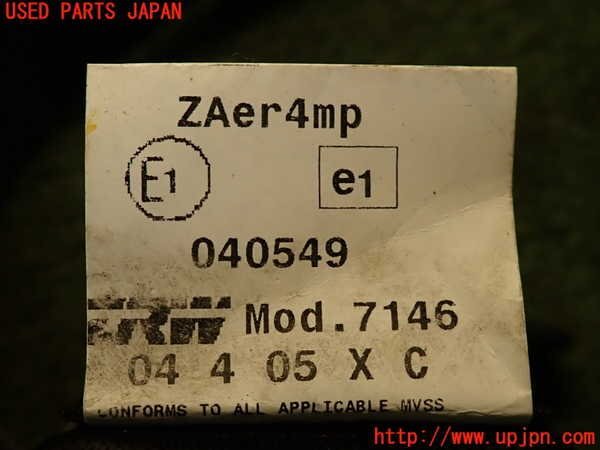 USED PARTS JAPAN
ZAer4mp
E1 e1
040549
TRW Mod.7146
04 4 05 X C
CONFORMS TO ALL APPLICABLE MVSS
http://www.upjpn.com/